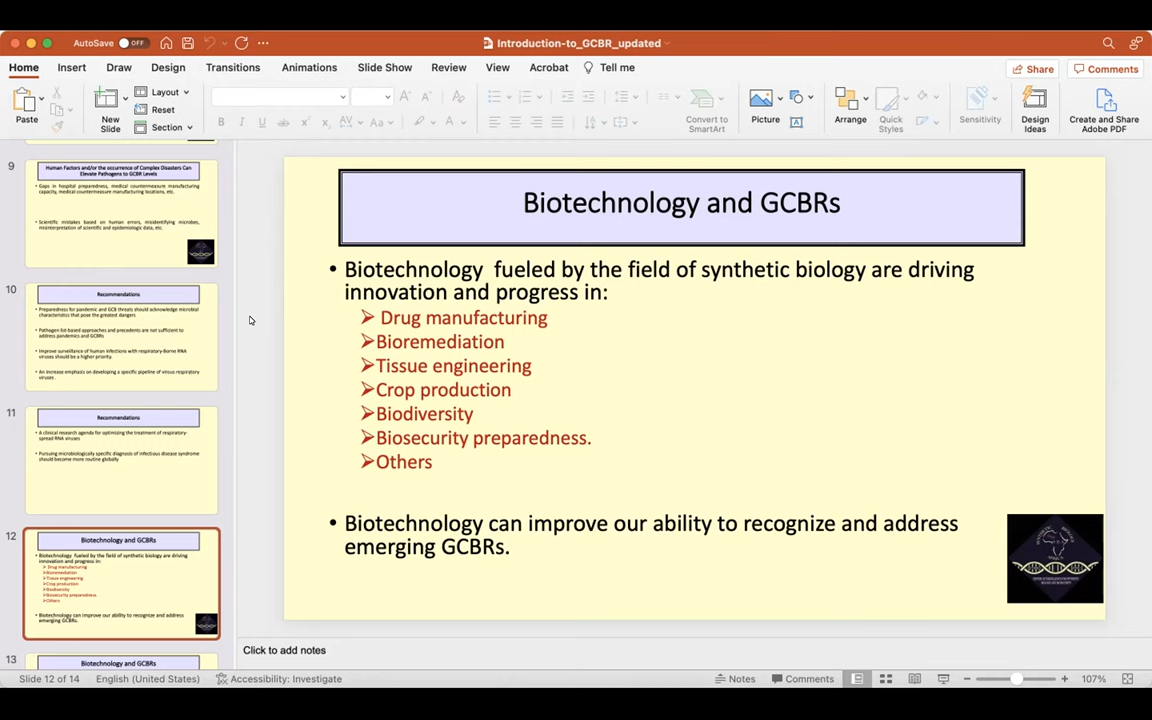 AutoSave OFF
Introduction-to_GCBR_updated
Home Insert Draw Design Transitions Animations Slide Show Review View Acrobat Tell me
Share Comments
Paste
New Slide
Layout
Reset
Section
Convert to SmartArt
Picture
Arrange
Quick Styles
Sensitivity
Design Ideas
Create and Share Adobe PDF
9
Human Factors and/or the occurrence of Complex Disasters Can
Elevate Pathogens to GCBR Levels
• Gaps in hospital preparedness, medical countermeasure manufacturing
capacity, medical countermeasure manufacturing locations, etc.
• Scientific mistakes based on human errors, misidentifying microbes,
misinterpretation of scientific and epidemiologic data, etc.
10
Recommendations
• Preparedness for pandemic and GCB threats should acknowledge microbial
characteristics that pose the greatest dangers
• Pathogen list-based approaches and precedents are not sufficient to
address pandemics and GCBRs
• Improve surveillance of human infections with respiratory-Borne RNA
viruses should be a higher priority.
• An increase emphasis on developing a specific pipeline of virous respiratory
viruses.
11
Recommendations
• A clinical research agenda for optimizing the treatment of respiratory-
spread RNA viruses
• Pursuing microbiologically specific diagnosis of infectious disease syndrome
should become more routine globally
12
Biotechnology and GCBRs
• Biotechnology fueled by the field of synthetic biology are driving
innovation and progress in:
➢ Drug manufacturing
➢Bioremediation
➢Tissue engineering
➢Crop production
➢Biodiversity
➢Biosecurity preparedness.
➢Others
• Biotechnology can improve our ability to recognize and address
emerging GCBRs.
13
Biotechnology and GCBRs
Biotechnology and GCBRs
• Biotechnology  fueled by the field of synthetic biology are driving
innovation and progress in:
➢ Drug manufacturing
➢Bioremediation
➢Tissue engineering
➢Crop production
➢Biodiversity
➢Biosecurity preparedness.
➢Others
• Biotechnology can improve our ability to recognize and address
emerging GCBRs.
Click to add notes
Slide 12 of 14 English (United States) Accessibility: Investigate Notes Comments 107%